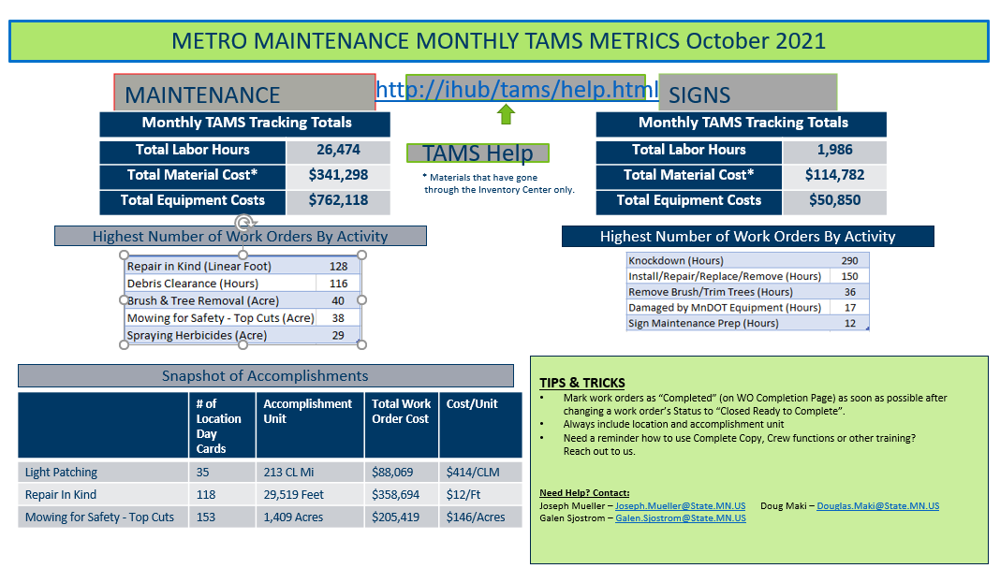 METRO MAINTENANCE MONTHLY TAMS METRICS October 2021
MAINTENANCE
Monthly TAMS Tracking Totals
Total Labor Hours 26,474
Total Material Cost* $341,298
Total Equipment Costs $762,118
http://ihub/tams/help.html
TAMS Help
* Materials that have gone
through the Inventory Center only.
SIGNS
Monthly TAMS Tracking Totals
Total Labor Hours 1,986
Total Material Cost* $114,782
Total Equipment Costs $50,850
Highest Number of Work Orders By Activity
Repair in Kind (Linear Foot) 128
Debris Clearance (Hours) 116
Brush & Tree Removal (Acre) 40
Mowing for Safety - Top Cuts (Acre) 38
Spraying Herbicides (Acre) 29
Highest Number of Work Orders By Activity
Knockdown (Hours) 290
Install/Repair/Replace/Remove (Hours) 150
Remove Brush/Trim Trees (Hours) 36
Damaged by MnDOT Equipment (Hours) 17
Sign Maintenance Prep (Hours) 12
Snapshot of Accomplishments
# of Location Day Cards Accomplishment Unit Total Work Order Cost Cost/Unit
Light Patching 35 213 CL Mi $88,069 $414/CLM
Repair In Kind 118 29,519 Feet $358,694 $12/Ft
Mowing for Safety - Top Cuts 153 1,409 Acres $205,419 $146/Acres
TIPS & TRICKS
• Mark work orders as “Completed” (on WO Completion Page) as soon as possible after
changing a work order’s Status to “Closed Ready to Complete”.
• Always include location and accomplishment unit
• Need a reminder how to use Complete Copy, Crew functions or other training?
Reach out to us.
Need Help? Contact:
Joseph Mueller – Joseph.Mueller@State.MN.US Doug Maki – Douglas.Maki@State.MN.US
Galen Sjostrom – Galen.Sjostrom@State.MN.US